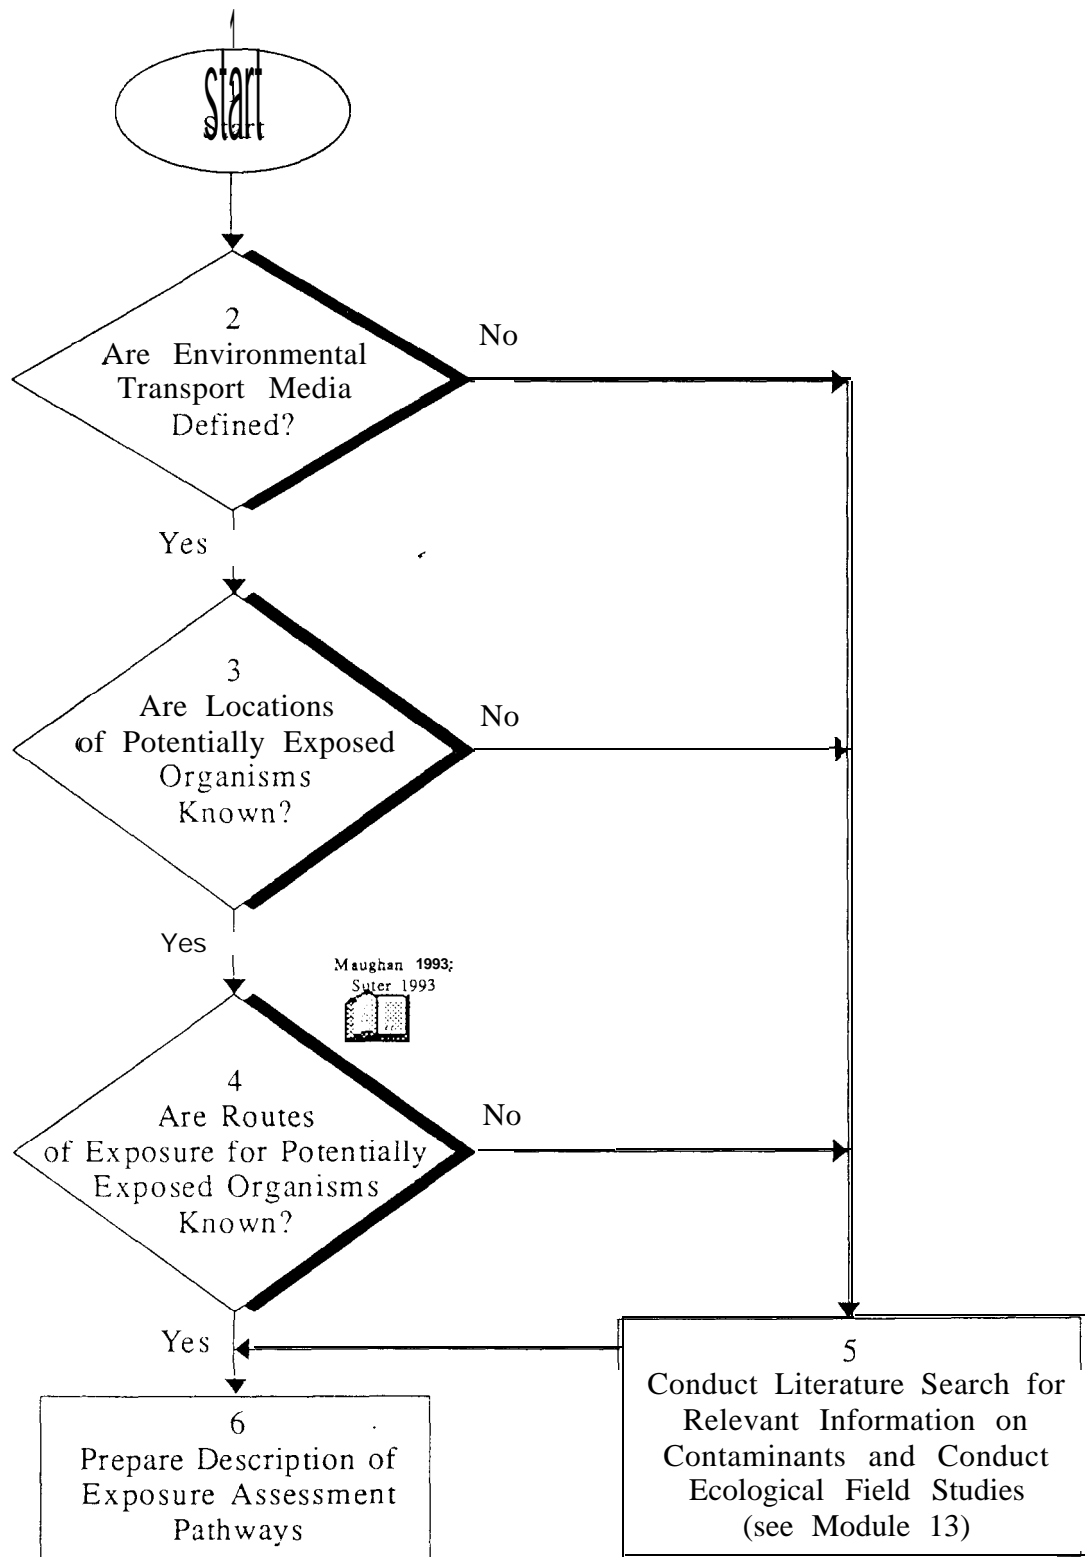 1
Start
2
Are Environmental
Transport Media
Defined?
No
Yes
3
Are Locations
of Potentially Exposed
Organisms
Known?
No
Yes
Maughan 1993;
Suter 1993
4
Are Routes
of Exposure for Potentially
Exposed Organisms
Known?
No
Yes
5
Conduct Literature Search for
Relevant Information on
Contaminants and Conduct
Ecological Field Studies
(see Module 13)
6
Prepare Description of
Exposure Assessment
Pathways